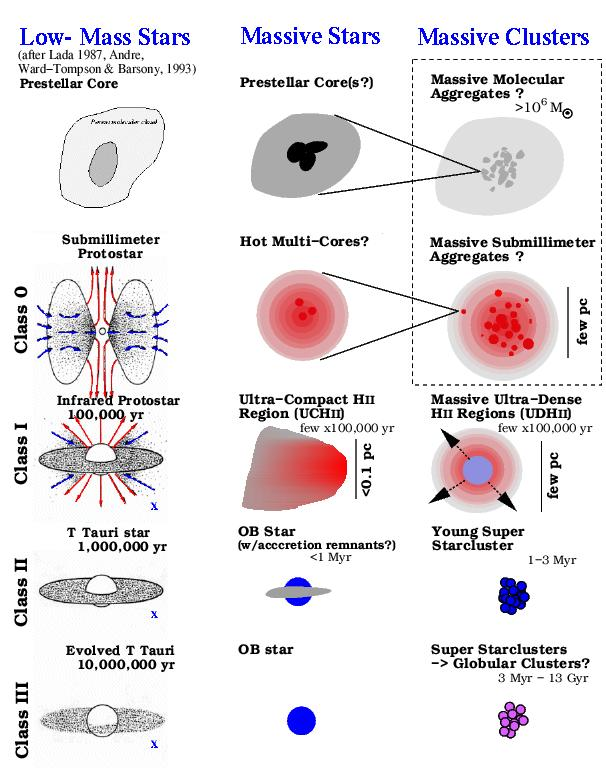 Low- Mass Stars
(after Lada 1987, Andre,
Ward-Tompson & Barsony, 1993)
Prestellar Core
Massive Stars
Prestellar Core(s?)
Massive Clusters
Massive Molecular
Aggregates ?
>10⁶ M☉
Class 0
Submillimeter
Protostar
Hot Multi-Cores?
Massive Submillimeter
Aggregates ?
few pc
Class I
Infrared Protostar
100,000 yr
x
Ultra-Compact HII
Region (UCHII)
few x100,000 yr
<0.1 pc
Massive Ultra-Dense
HII Regions (UDHII)
few x100,000 yr
few pc
Class II
T Tauri star
1,000,000 yr
x
OB Star
(w/acccretion remnants?)
<1 Myr
Young Super
Starcluster
1-3 Myr
Class III
Evolved T Tauri
10,000,000 yr
x
OB star
Super Starclusters
-> Globular Clusters?
3 Myr - 13 Gyr